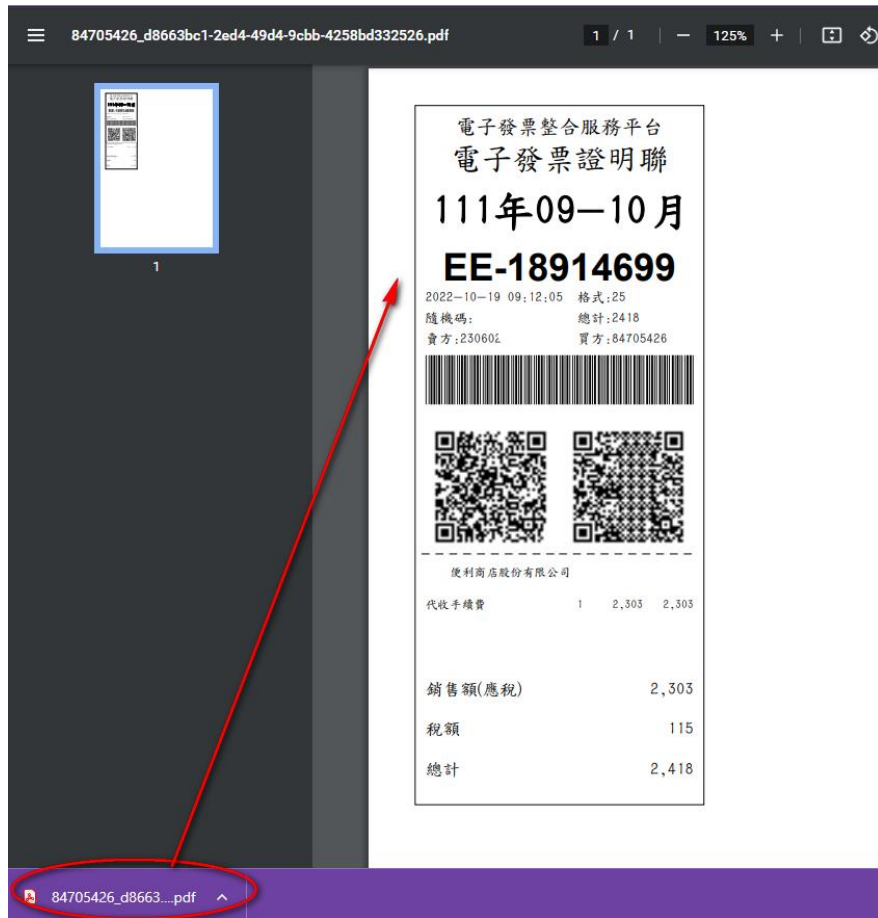 84705426_d8663bc1-2ed4-49d4-9cbb-4258bd332526.pdf
1 / 1
125%
1
電子發票整合服務平台
電子發票證明聯
111年09-10月
EE-18914699
2022-10-19 09:12:05 格式:25
隨機碼: 總計:2418
賣方:230602 買方:84705426
便利商店股份有限公司
代收手續費 1 2,303 2,303
銷售額(應稅) 2,303
稅額 115
總計 2,418
84705426_d8663....pdf